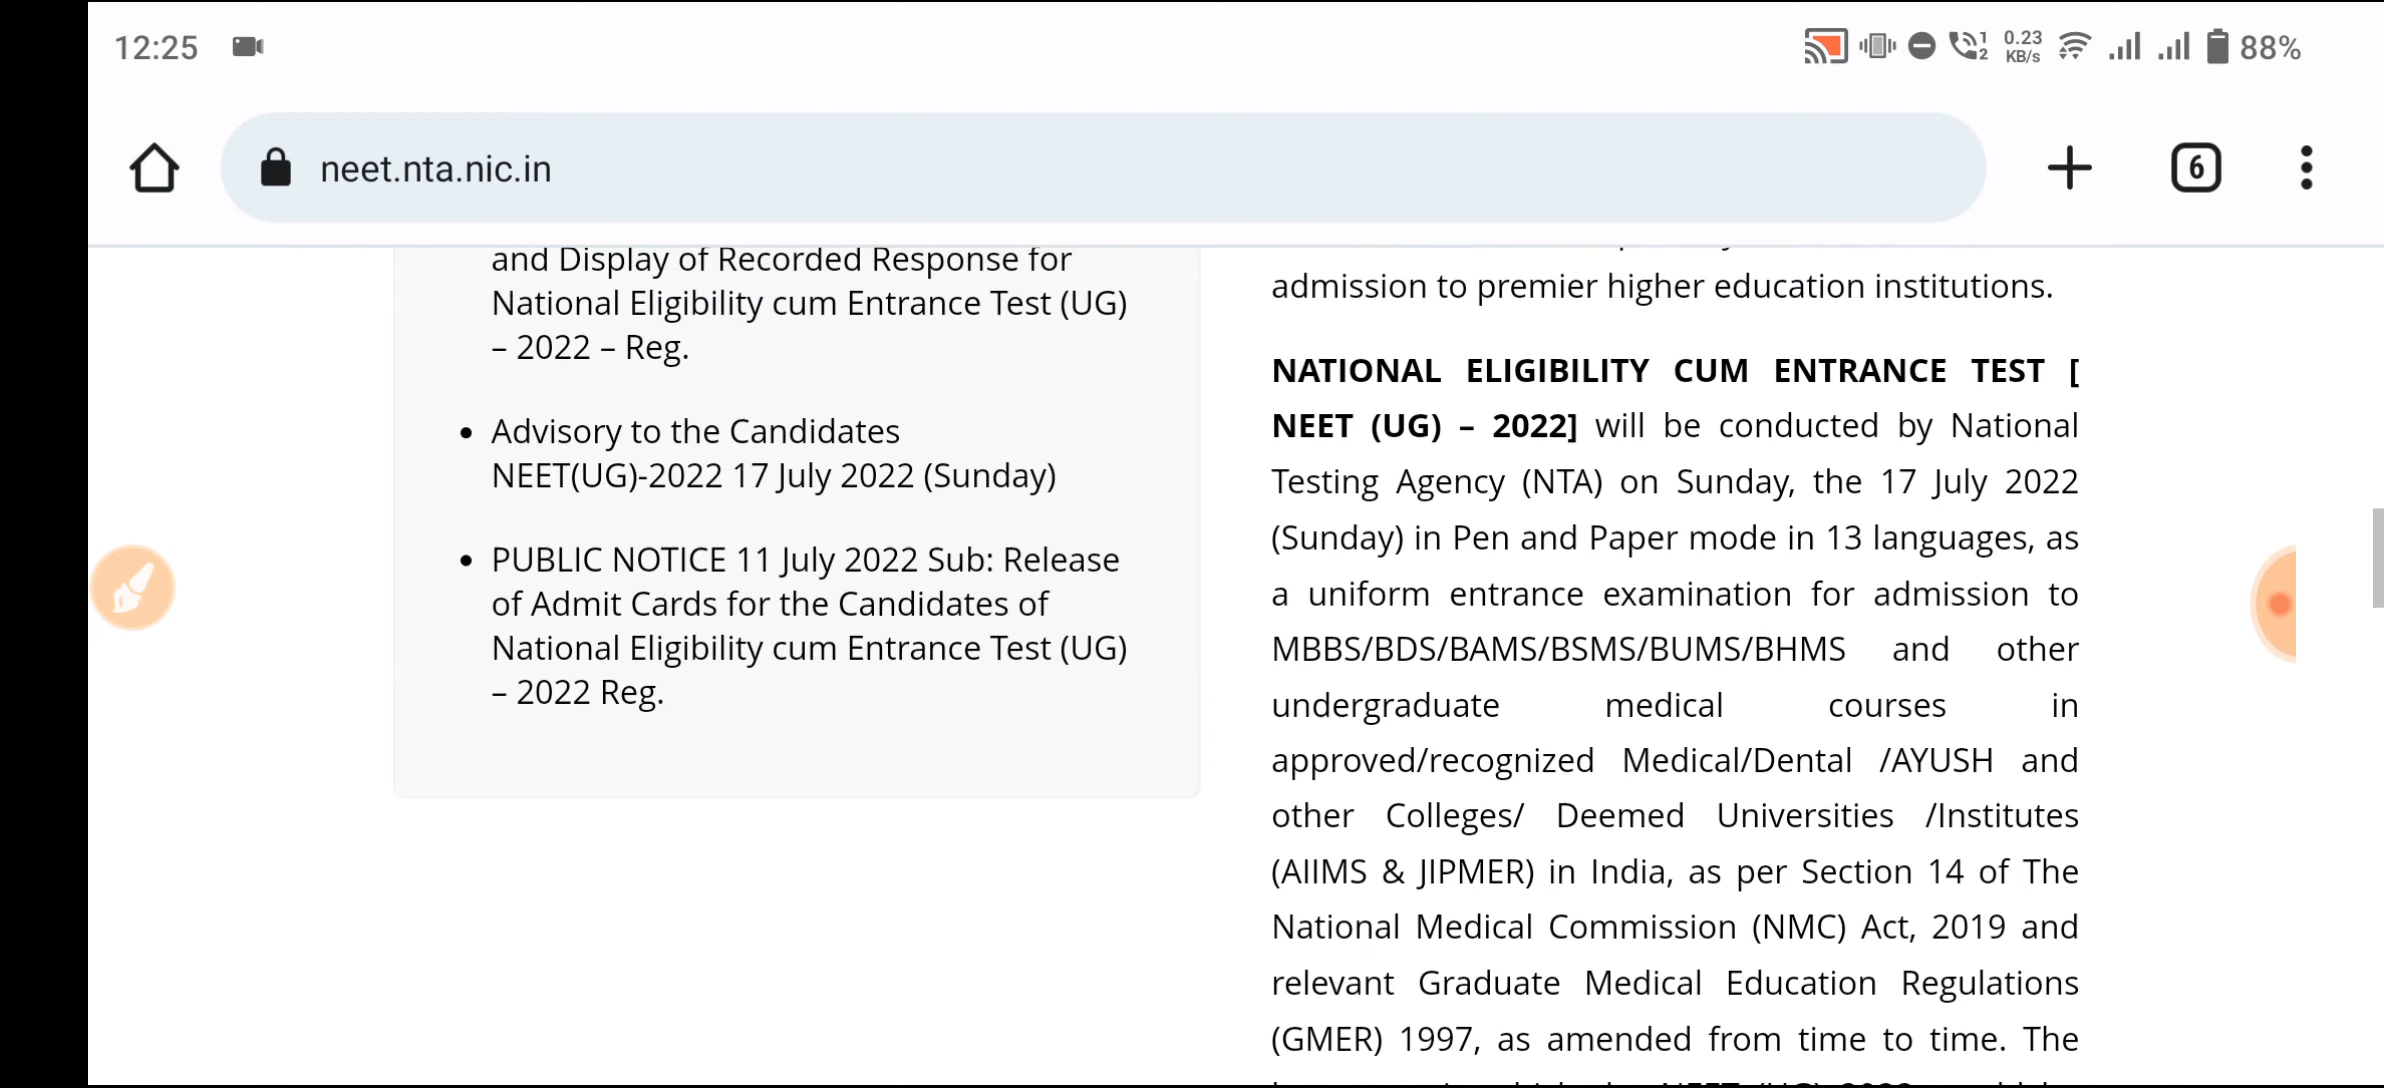 12:25
1
2
0.23
KB/s
88%
neet.nta.nic.in
6
and Display of Recorded Response for
National Eligibility cum Entrance Test (UG)
– 2022 – Reg.
• Advisory to the Candidates
NEET(UG)-2022 17 July 2022 (Sunday)
• PUBLIC NOTICE 11 July 2022 Sub: Release
of Admit Cards for the Candidates of
National Eligibility cum Entrance Test (UG)
– 2022 Reg.
admission to premier higher education institutions.
NATIONAL ELIGIBILITY CUM ENTRANCE TEST [
NEET (UG) – 2022] will be conducted by National
Testing Agency (NTA) on Sunday, the 17 July 2022
(Sunday) in Pen and Paper mode in 13 languages, as
a uniform entrance examination for admission to
MBBS/BDS/BAMS/BSMS/BUMS/BHMS and other
undergraduate medical courses in
approved/recognized Medical/Dental /AYUSH and
other Colleges/ Deemed Universities /Institutes
(AIIMS & JIPMER) in India, as per Section 14 of The
National Medical Commission (NMC) Act, 2019 and
relevant Graduate Medical Education Regulations
(GMER) 1997, as amended from time to time. The